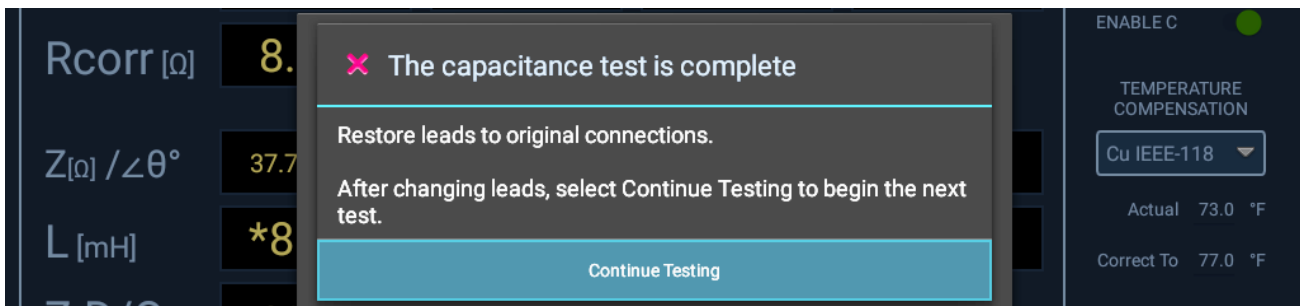 ENABLE C
Rcorr [Ω]
8.
The capacitance test is complete
TEMPERATURE
COMPENSATION
Restore leads to original connections.
Z[Ω] /∠θ°
37.7
Cu IEEE-118
After changing leads, select Continue Testing to begin the next
test.
Actual 73.0 °F
L [mH]
*8
Continue Testing
Correct To 77.0 °F